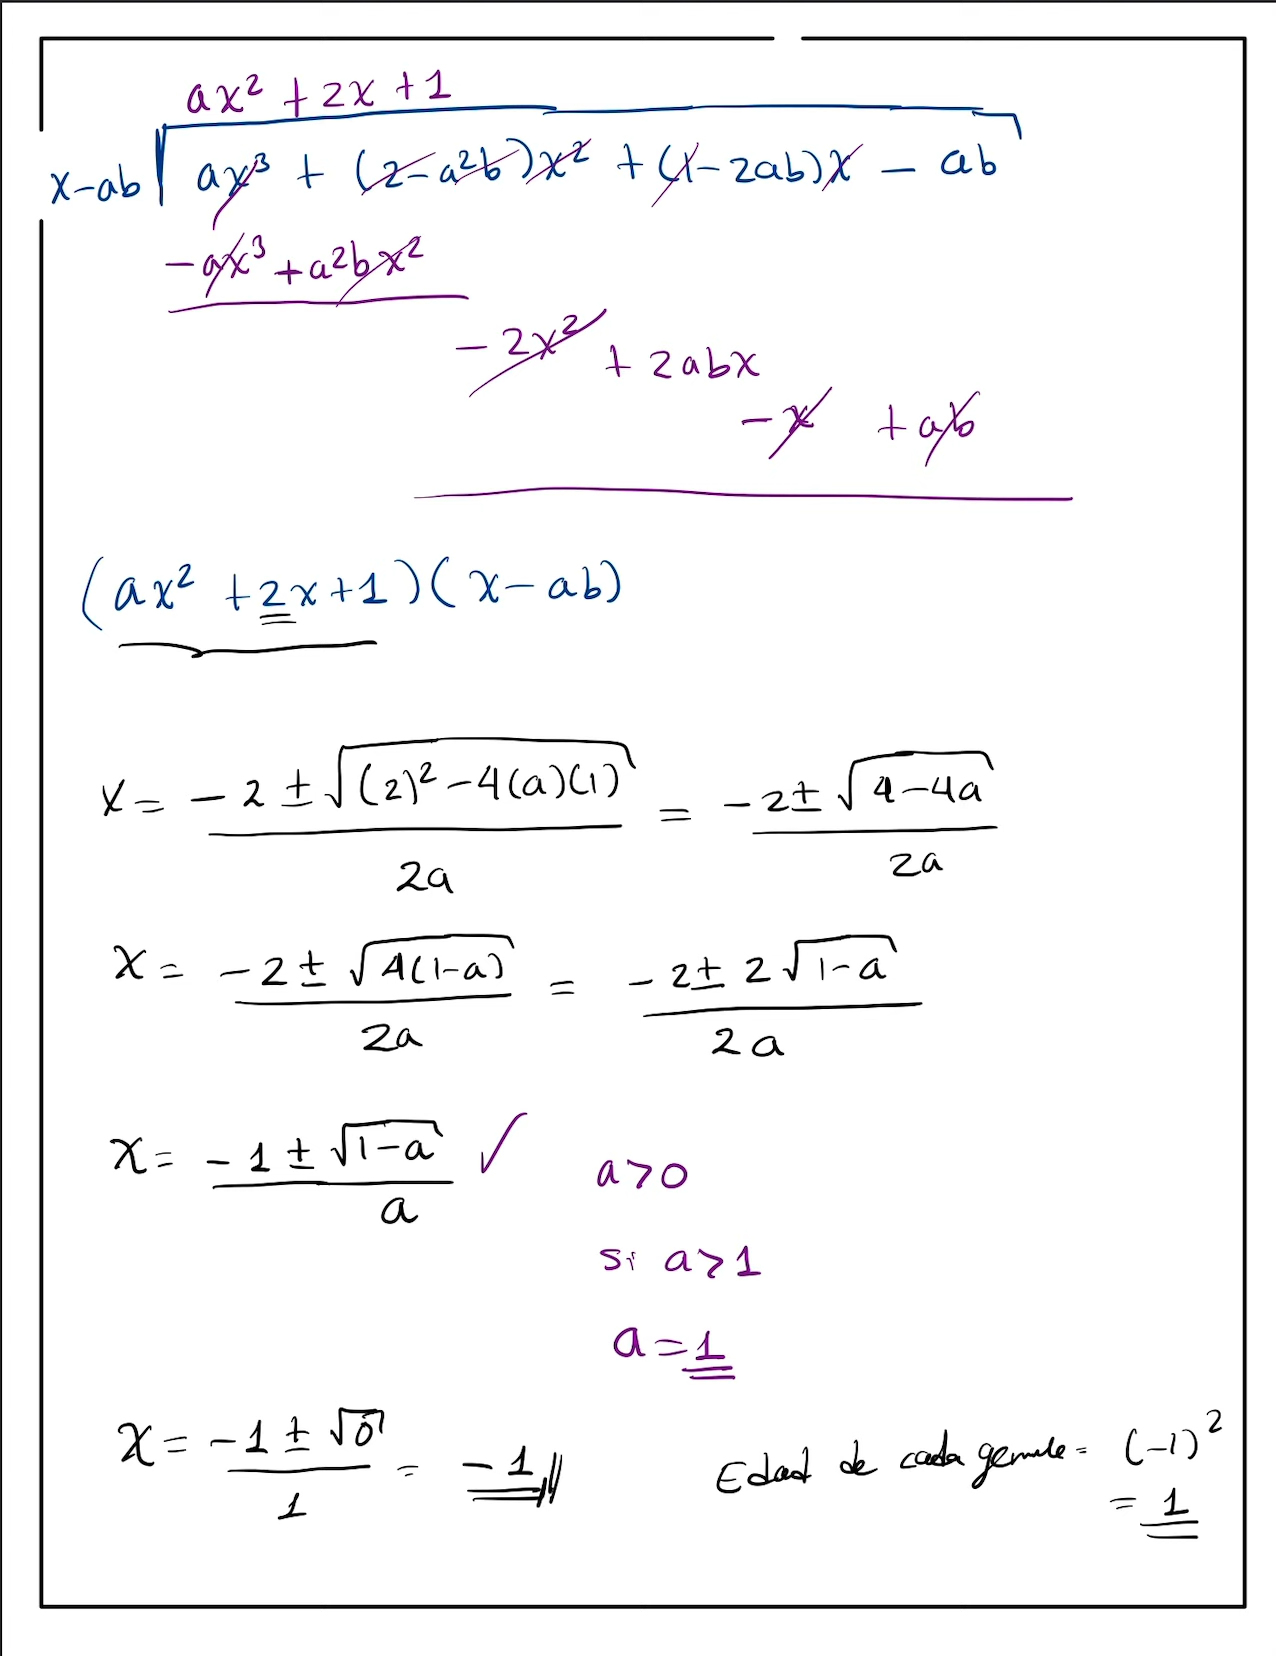 ax² + 2x + 1
x-ab ax³ + (2-a²b)x² + (1-2ab)x - ab
-ax³ + a²bx²
-2x² + 2abx
-x + ab
(ax² + 2x + 1)(x - ab)
x = -2 ± √(2)² - 4(a)(1) / 2a = -2 ± √4-4a / 2a
x = -2 ± √4(1-a) / 2a = -2 ± 2√1-a / 2a
x = -1 ± √1-a / a ✓ a>0
si a>1
a = 1
x = -1 ± √0 / 1 = -1 Edad de cada gemelo = (-1)²
= 1